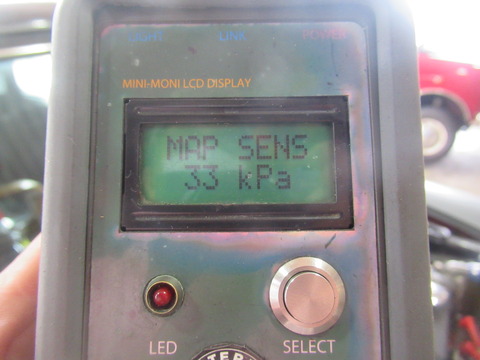 LIGHT LINK POWER
MINI-MONI LCD DISPLAY
MAP SENS
33 kPa
LED SELECT